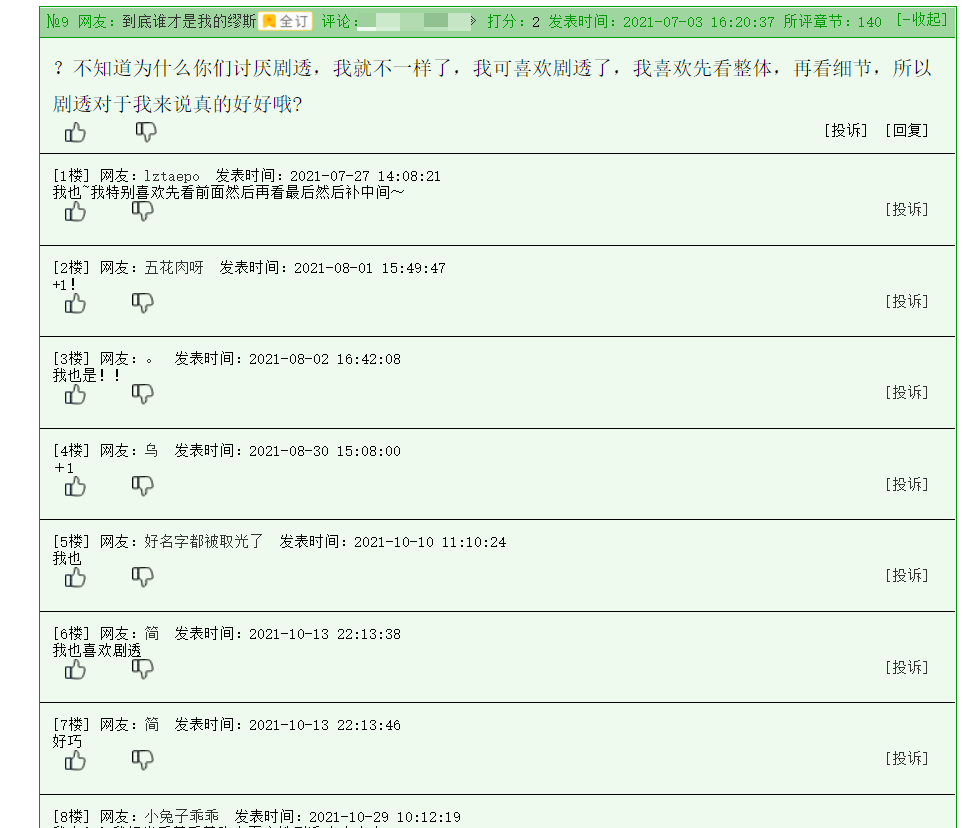 №9 网友：到底谁才是我的缪斯 全订 评论： 打分：2 发表时间：2021-07-03 16:20:37 所评章节：140 [-收起]
？不知道为什么你们讨厌剧透，我就不一样了，我可喜欢剧透了，我喜欢先看整体，再看细节，所以
剧透对于我来说真的好好哦?
[投诉] [回复]
[1楼] 网友：lztaepo 发表时间：2021-07-27 14:08:21
我也~我特别喜欢先看前面然后再看最后然后补中间～
[投诉]
[2楼] 网友：五花肉呀 发表时间：2021-08-01 15:49:47
+1！
[投诉]
[3楼] 网友：。 发表时间：2021-08-02 16:42:08
我也是！！
[投诉]
[4楼] 网友：乌 发表时间：2021-08-30 15:08:00
＋1
[投诉]
[5楼] 网友：好名字都被取光了 发表时间：2021-10-10 11:10:24
我也
[投诉]
[6楼] 网友：简 发表时间：2021-10-13 22:13:38
我也喜欢剧透
[投诉]
[7楼] 网友：简 发表时间：2021-10-13 22:13:46
好巧
[投诉]
[8楼] 网友：小兔子乖乖 发表时间：2021-10-29 10:12:19